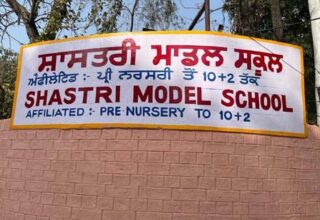 ਸ਼ਾਸਤਰੀ ਮਾਡਲ ਸਕੂਲ
ਐਫੀਲੇਟਿਡ :- ਪ੍ਰੀ ਨਰਸਰੀ ਤੋਂ 10+2 ਤੱਕ
SHASTRI MODEL SCHOOL
AFFILIATED :- PRE NURSERY TO 10+2